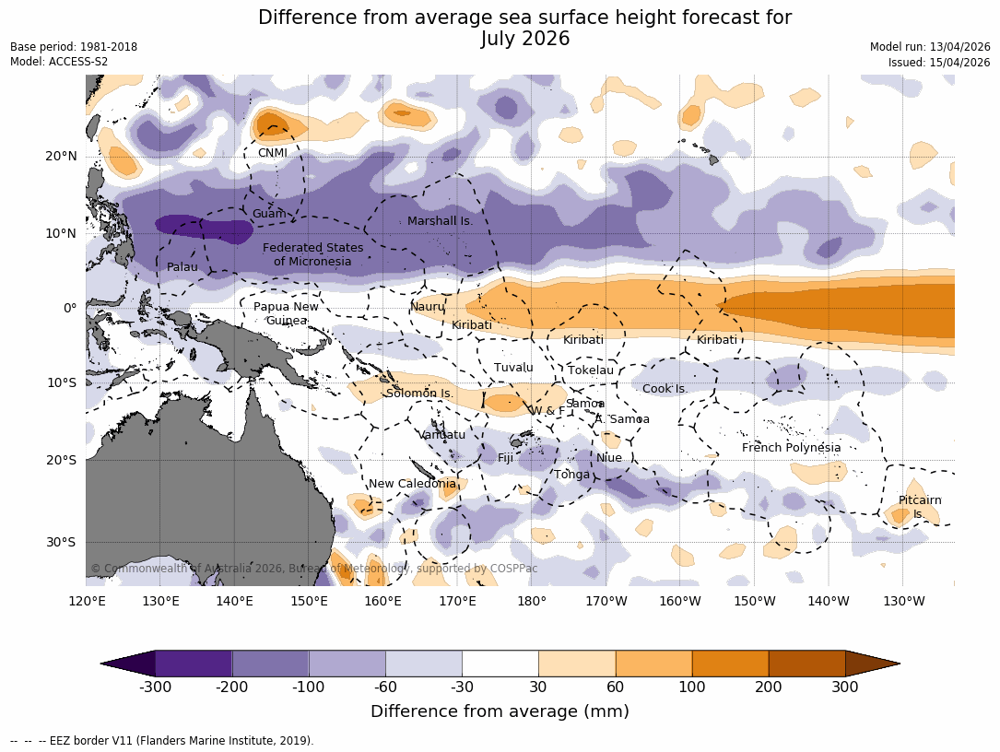 Difference from average sea surface height forecast for
July 2026
Base period: 1981-2018
Model: ACCESS-S2
Model run: 13/04/2026
Issued: 15/04/2026
20°N
10°N
0°
10°S
20°S
30°S
CNMI
Guam
Marshall Is.
Federated States
of Micronesia
Palau
Papua New
Guinea
Nauru
Kiribati
Kiribati
Kiribati
Tuvalu
Tokelau
Solomon Is.
Cook Is.
W & F
Samoa
A. Samoa
Vanuatu
French Polynesia
Fiji
Niue
Tonga
New Caledonia
Pitcairn
Is.
© Commonwealth of Australia 2026, Bureau of Meteorology, supported by COSPPac
120°E 130°E 140°E 150°E 160°E 170°E 180° 170°W 160°W 150°W 140°W 130°W
-300 -200 -100 -60 -30 30 60 100 200 300
Difference from average (mm)
-- -- -- EEZ border V11 (Flanders Marine Institute, 2019).